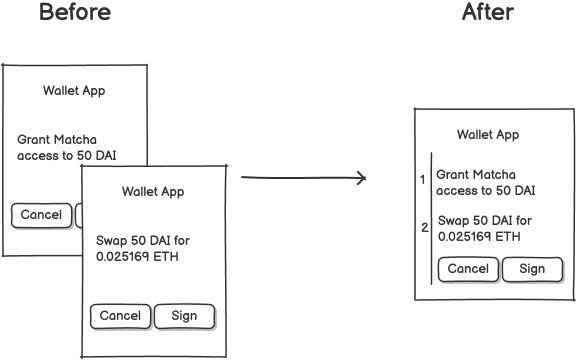 Before
After
Wallet App
Grant Matcha
access to 50 DAI
Cancel
Wallet App
Swap 50 DAI for
0.025169 ETH
Cancel
Sign
Wallet App
1
Grant Matcha
access to 50 DAI
2
Swap 50 DAI for
0.025169 ETH
Cancel
Sign